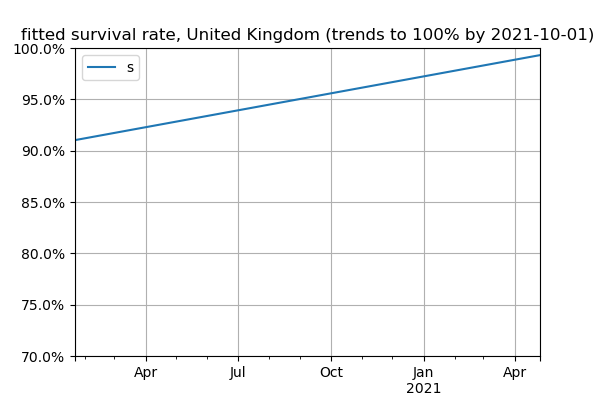 fitted survival rate, United Kingdom (trends to 100% by 2021-10-01)
100.0%
s
95.0%
90.0%
85.0%
80.0%
75.0%
70.0%
Apr Jul Oct Jan Apr
2021